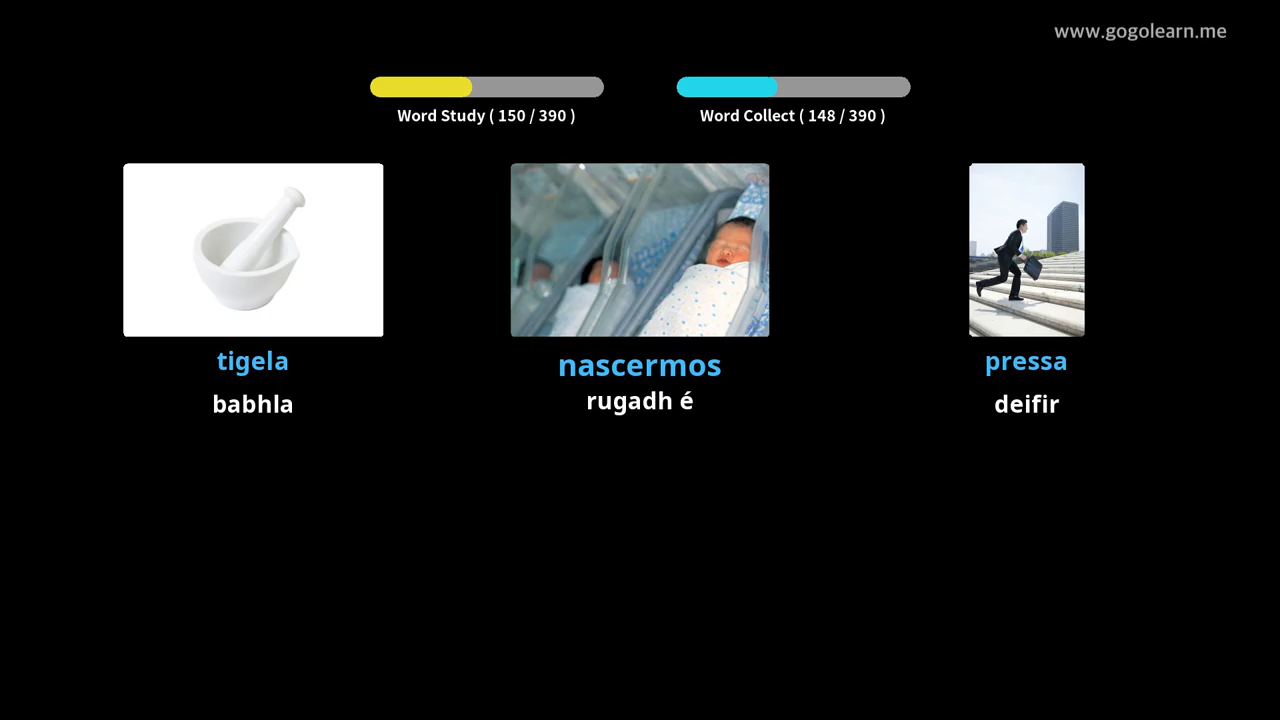 www.gogolearn.me
Word Study ( 150 / 390 )
Word Collect ( 148 / 390 )
tigela
babhla
nascermos
rugadh é
pressa
deifir